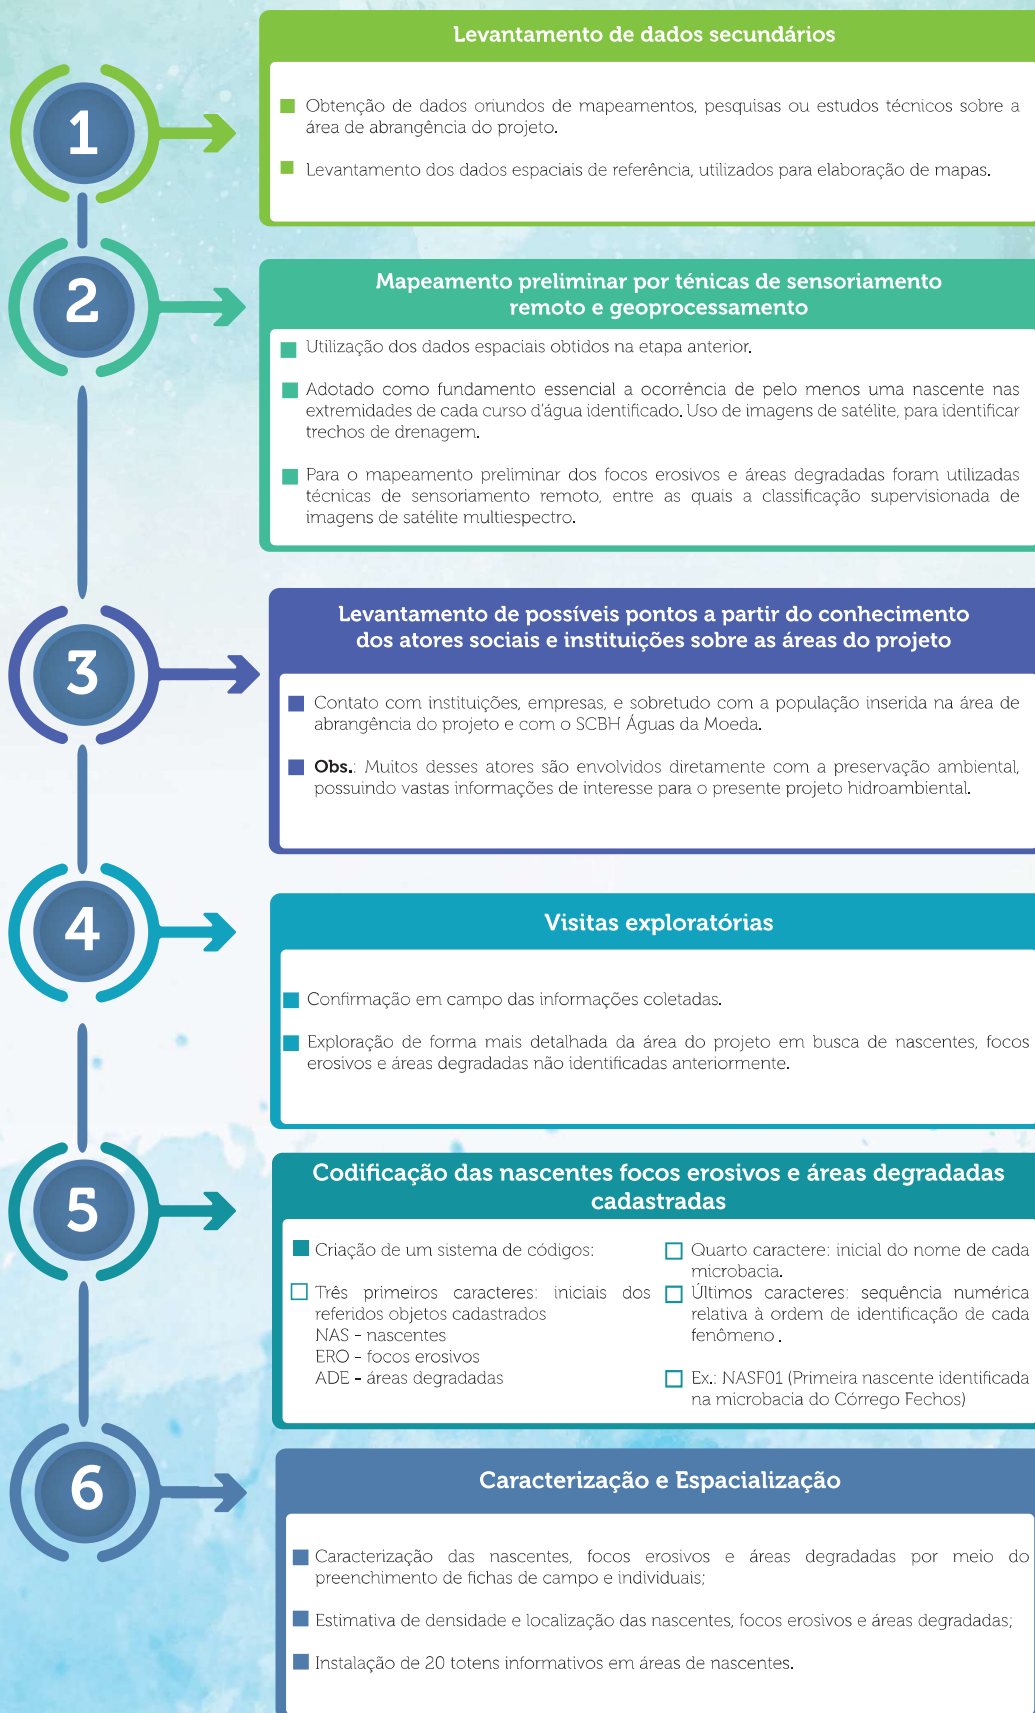 1
Levantamento de dados secundários
Obtenção de dados oriundos de mapeamentos, pesquisas ou estudos técnicos sobre a
área de abrangência do projeto.
Levantamento dos dados espaciais de referência, utilizados para elaboração de mapas.
2
Mapeamento preliminar por ténicas de sensoriamento
remoto e geoprocessamento
Utilização dos dados espaciais obtidos na etapa anterior.
Adotado como fundamento essencial a ocorrência de pelo menos uma nascente nas
extremidades de cada curso d'água identificado. Uso de imagens de satélite, para identificar
trechos de drenagem.
Para o mapeamento preliminar dos focos erosivos e áreas degradadas foram utilizadas
técnicas de sensoriamento remoto, entre as quais a classificação supervisionada de
imagens de satélite multiespectro.
3
Levantamento de possíveis pontos a partir do conhecimento
dos atores sociais e instituições sobre as áreas do projeto
Contato com instituições, empresas, e sobretudo com a população inserida na área de
abrangência do projeto e com o SCBH Águas da Moeda.
Obs.: Muitos desses atores são envolvidos diretamente com a preservação ambiental,
possuindo vastas informações de interesse para o presente projeto hidroambiental.
4
Visitas exploratórias
Confirmação em campo das informações coletadas.
Exploração de forma mais detalhada da área do projeto em busca de nascentes, focos
erosivos e áreas degradadas não identificadas anteriormente.
5
Codificação das nascentes focos erosivos e áreas degradadas
cadastradas
Criação de um sistema de códigos:
Três primeiros caracteres: iniciais dos
referidos objetos cadastrados
NAS - nascentes
ERO - focos erosivos
ADE - áreas degradadas
Quarto caractere: inicial do nome de cada
microbacia.
Últimos caracteres: sequência numérica
relativa à ordem de identificação de cada
fenômeno .
Ex.: NASF01 (Primeira nascente identificada
na microbacia do Córrego Fechos)
6
Caracterização e Espacialização
Caracterização das nascentes, focos erosivos e áreas degradadas por meio do
preenchimento de fichas de campo e individuais;
Estimativa de densidade e localização das nascentes, focos erosivos e áreas degradadas;
Instalação de 20 totens informativos em áreas de nascentes.